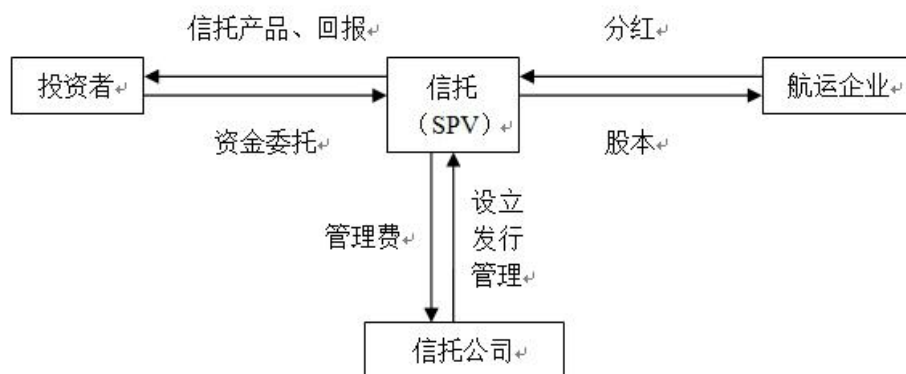 信托产品、回报
分红
投资者
信托
（SPV）
航运企业
资金委托
股本
管理费
设立
发行
管理
信托公司